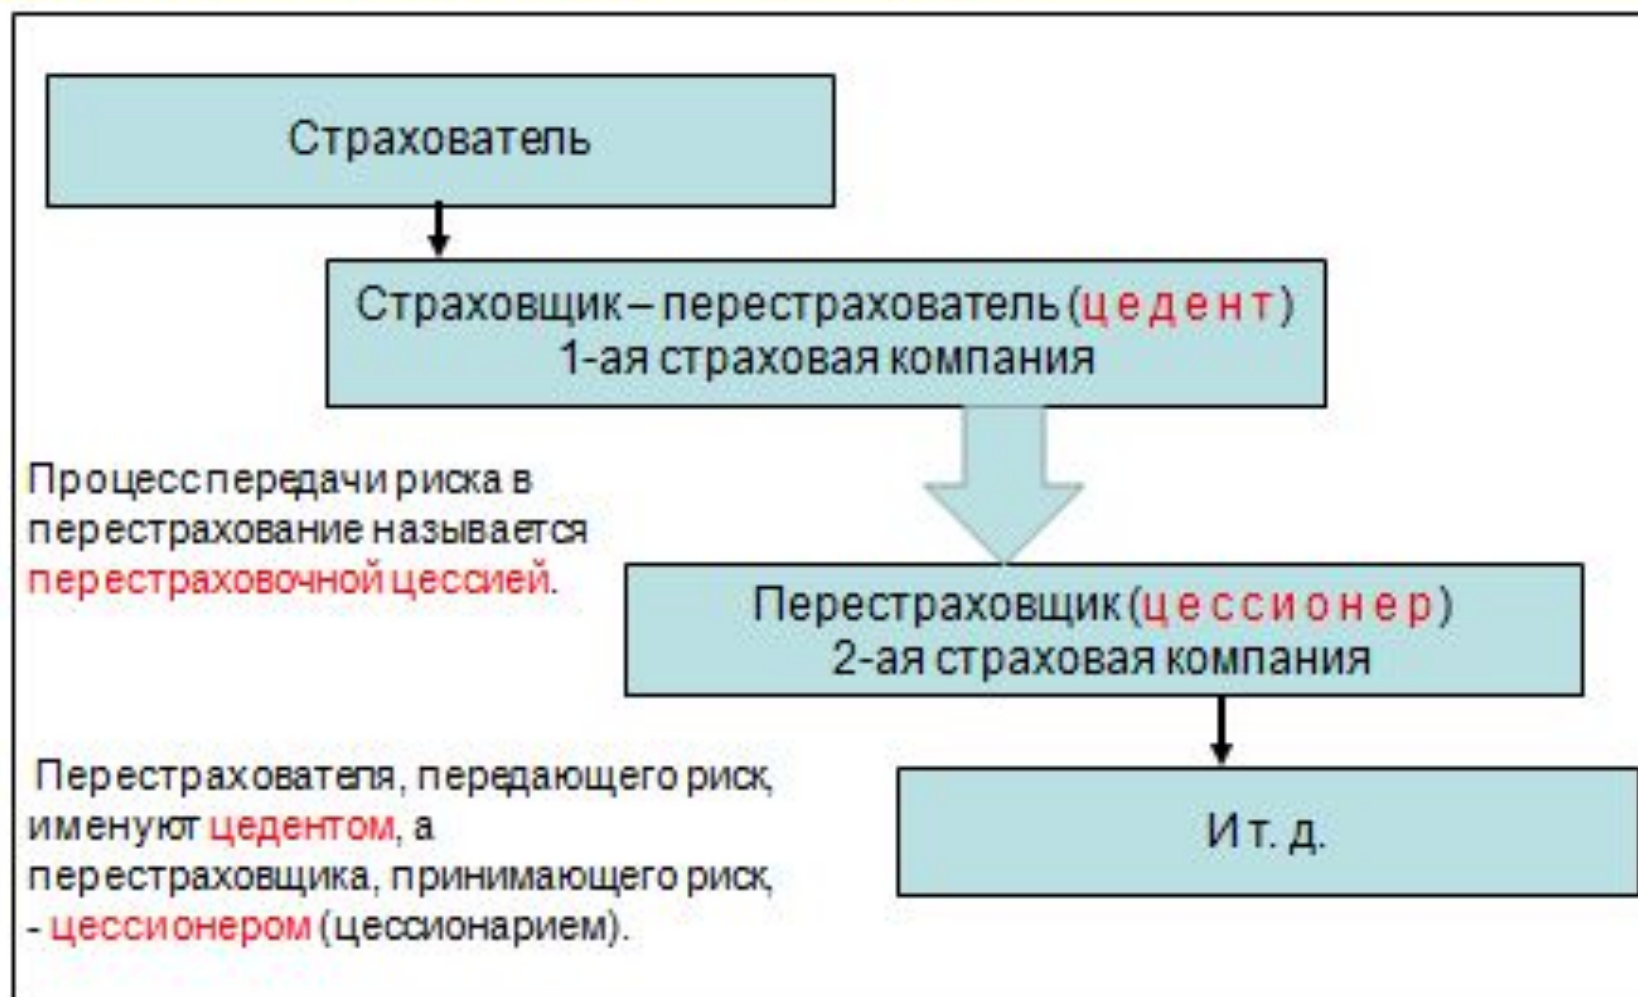 Страхователь
Страховщик – перестрахователь (цедент)
1-ая страховая компания
Процесс передачи риска в
перестрахование называется
перестраховочной цессией.
Перестраховщик (цессионер)
2-ая страховая компания
Перестрахователя, передающего риск,
именуют цедентом, а
перестраховщика, принимающего риск,
- цессионером (цессионарием).
И т. д.